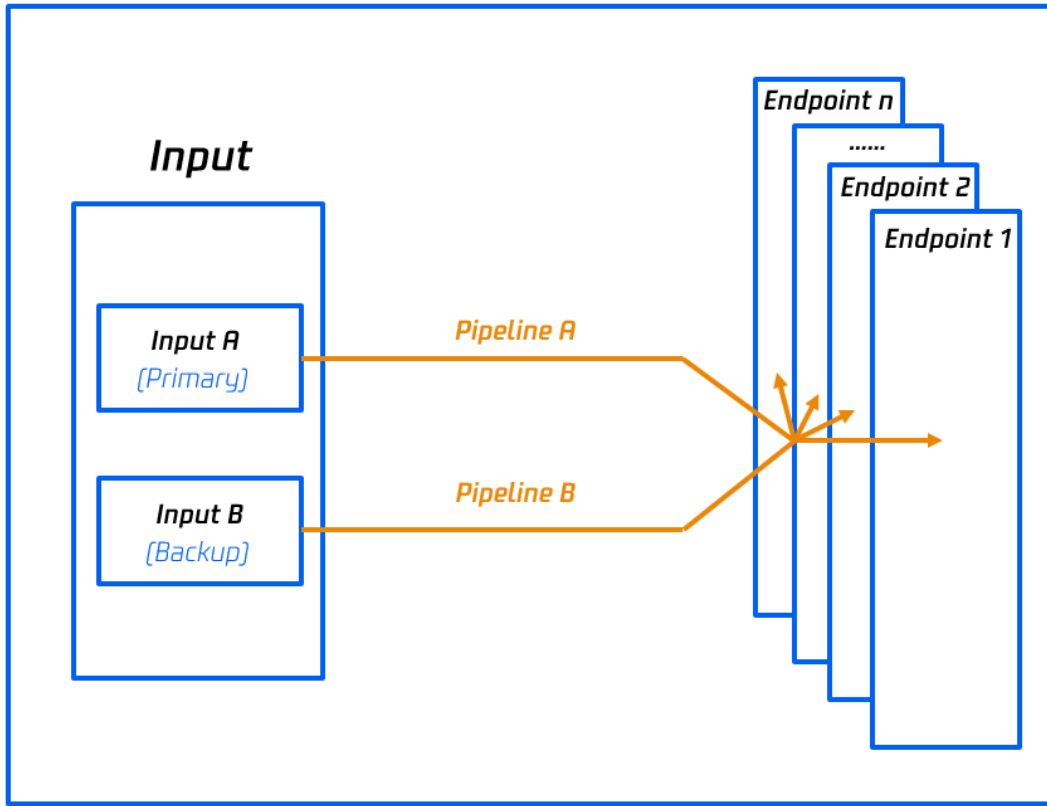 Input
Input A
(Primary)
Input B
(Backup)
Pipeline A
Pipeline B
Endpoint n
......
Endpoint 2
Endpoint 1